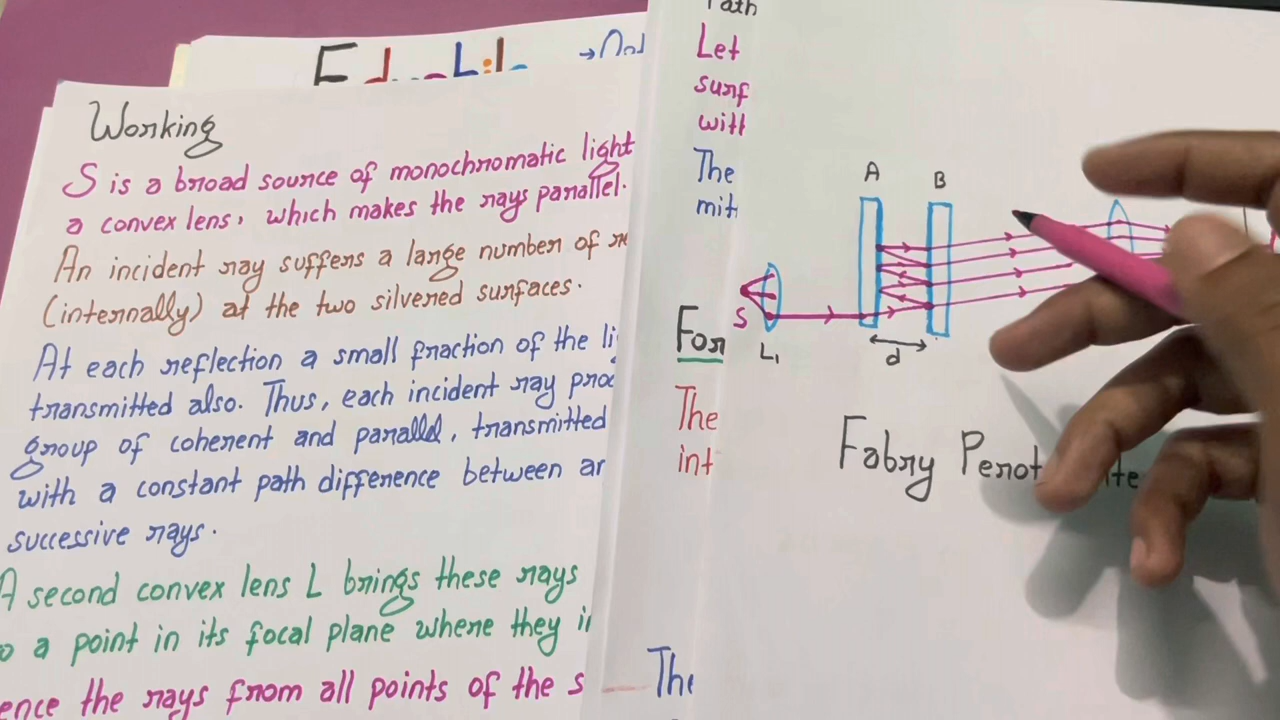 Working
S is a broad source of monochromatic light
a convex lens, which makes the rays parallel.
An incident ray suffers a large number of
(internally) at the two silvered surfaces.
At each reflection a small fraction of the
transmitted also. Thus, each incident ray
group of coherent and parallel, transmitted
with a constant path difference between
successive rays.
A second convex lens L brings these rays
to a point in its focal plane where they
ence the rays from all points of the s
Path
Let
surf
with
The
mit
For
The
int
The
A
B
S
L1
d
Fabry Perot